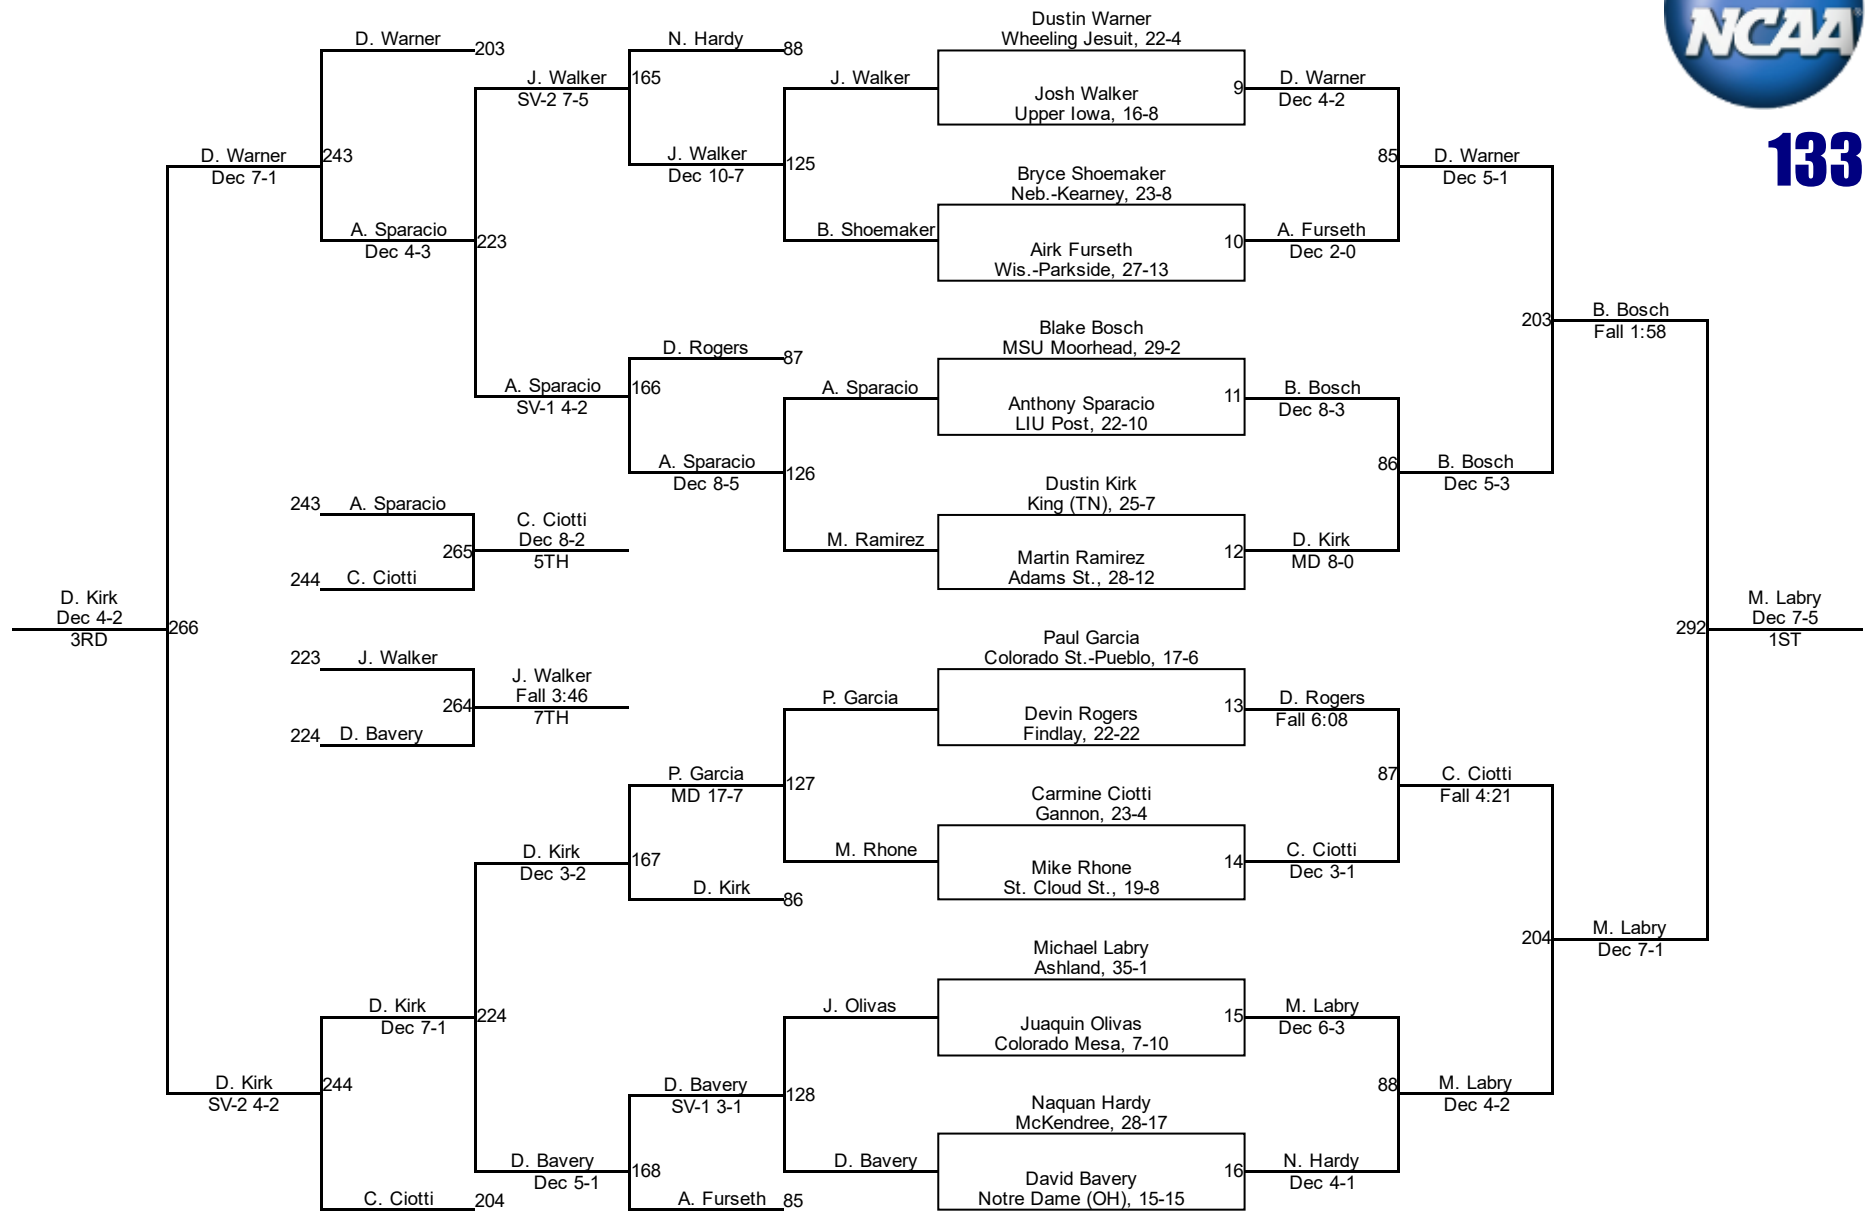 NCAA
133
Dustin Warner
Wheeling Jesuit, 22-4
D. Warner
203
N. Hardy
88
J. Walker
SV-2 7-5
165
J. Walker
Josh Walker
Upper Iowa, 16-8
9
D. Warner
Dec 4-2
D. Warner
Dec 7-1
243
J. Walker
Dec 10-7
125
85
D. Warner
Dec 5-1
Bryce Shoemaker
Neb.-Kearney, 23-8
A. Sparacio
Dec 4-3
223
B. Shoemaker
Airk Furseth
Wis.-Parkside, 27-13
10
A. Furseth
Dec 2-0
Blake Bosch
MSU Moorhead, 29-2
203
B. Bosch
Fall 1:58
D. Rogers
87
A. Sparacio
SV-1 4-2
166
A. Sparacio
Anthony Sparacio
LIU Post, 22-10
11
B. Bosch
Dec 8-3
A. Sparacio
Dec 8-5
126
86
B. Bosch
Dec 5-3
Dustin Kirk
King (TN), 25-7
243
A. Sparacio
265
C. Ciotti
Dec 8-2
5TH
244
C. Ciotti
M. Ramirez
Martin Ramirez
Adams St., 28-12
12
D. Kirk
MD 8-0
D. Kirk
Dec 4-2
3RD
266
292
M. Labry
Dec 7-5
1ST
Paul Garcia
Colorado St.-Pueblo, 17-6
223
J. Walker
264
J. Walker
Fall 3:46
7TH
224
D. Bavery
P. Garcia
Devin Rogers
Findlay, 22-22
13
D. Rogers
Fall 6:08
P. Garcia
MD 17-7
127
87
C. Ciotti
Fall 4:21
Carmine Ciotti
Gannon, 23-4
D. Kirk
Dec 3-2
167
M. Rhone
Mike Rhone
St. Cloud St., 19-8
14
C. Ciotti
Dec 3-1
D. Kirk
86
204
M. Labry
Dec 7-1
Michael Labry
Ashland, 35-1
D. Kirk
Dec 7-1
224
J. Olivas
Juaquin Olivas
Colorado Mesa, 7-10
15
M. Labry
Dec 6-3
D. Kirk
SV-2 4-2
244
D. Bavery
SV-1 3-1
128
88
M. Labry
Dec 4-2
Naquan Hardy
McKendree, 28-17
D. Bavery
Dec 5-1
168
D. Bavery
David Bavery
Notre Dame (OH), 15-15
16
N. Hardy
Dec 4-1
C. Ciotti
204
A. Furseth
85